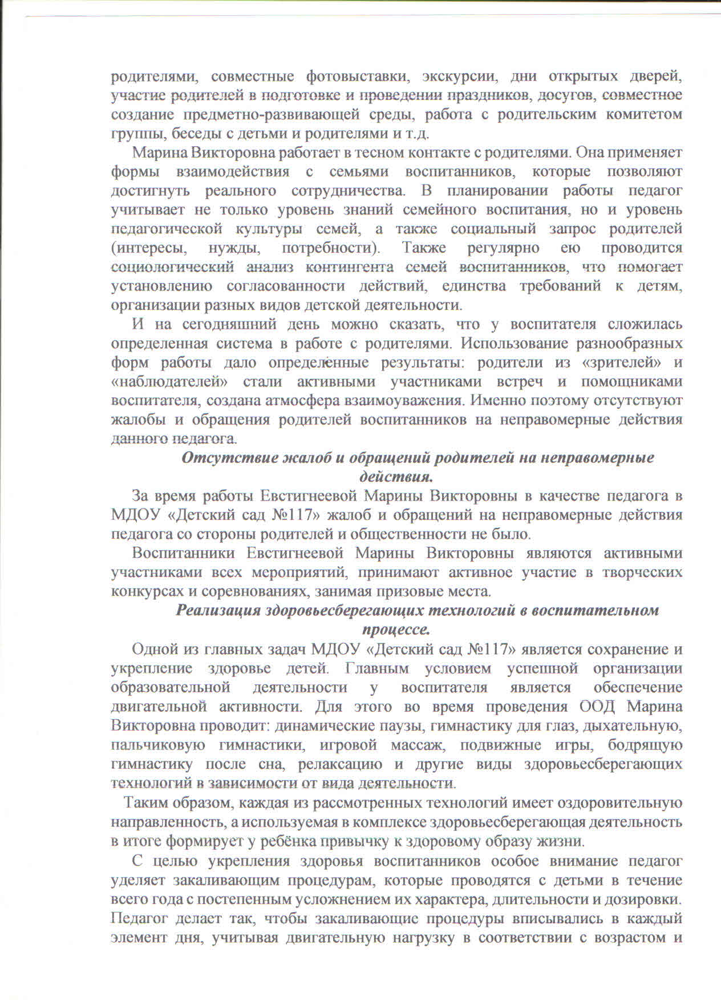 родителями, совместные фотовыставки, экскурсии, дни открытых дверей,
участие родителей в подготовке и проведении праздников, досугов, совместное
создание предметно-развивающей среды, работа с родительским комитетом
группы, беседы с детьми и родителями и т.д.
Марина Викторовна работает в тесном контакте с родителями. Она применяет
формы взаимодействия с семьями воспитанников, которые позволяют
достигнуть реального сотрудничества. В планировании работы педагог
учитывает не только уровень знаний семейного воспитания, но и уровень
педагогической культуры семей, а также социальный запрос родителей
(интересы, нужды, потребности). Также регулярно ею проводится
социологический анализ контингента семей воспитанников, что помогает
установлению согласованности действий, единства требований к детям,
организации разных видов детской деятельности.
И на сегодняшний день можно сказать, что у воспитателя сложилась
определенная система в работе с родителями. Использование разнообразных
форм работы дало определённые результаты: родители из «зрителей» и
«наблюдателей» стали активными участниками встреч и помощниками
воспитателя, создана атмосфера взаимоуважения. Именно поэтому отсутствуют
жалобы и обращения родителей воспитанников на неправомерные действия
данного педагога.
Отсутствие жалоб и обращений родителей на неправомерные
действия.
За время работы Евстигнеевой Марины Викторовны в качестве педагога в
МДОУ «Детский сад №117» жалоб и обращений на неправомерные действия
педагога со стороны родителей и общественности не было.
Воспитанники Евстигнеевой Марины Викторовны являются активными
участниками всех мероприятий, принимают активное участие в творческих
конкурсах и соревнованиях, занимая призовые места.
Реализация здоровьесберегающих технологий в воспитательном
процессе.
Одной из главных задач МДОУ «Детский сад №117» является сохранение и
укрепление здоровье детей. Главным условием успешной организации
образовательной деятельности у воспитателя является обеспечение
двигательной активности. Для этого во время проведения ООД Марина
Викторовна проводит: динамические паузы, гимнастику для глаз, дыхательную,
пальчиковую гимнастики, игровой массаж, подвижные игры, бодрящую
гимнастику после сна, релаксацию и другие виды здоровьесберегающих
технологий в зависимости от вида деятельности.
Таким образом, каждая из рассмотренных технологий имеет оздоровительную
направленность, а используемая в комплексе здоровьесберегающая деятельность
в итоге формирует у ребёнка привычку к здоровому образу жизни.
С целью укрепления здоровья воспитанников особое внимание педагог
уделяет закаливающим процедурам, которые проводятся с детьми в течение
всего года с постепенным усложнением их характера, длительности и дозировки.
Педагог делает так, чтобы закаливающие процедуры вписывались в каждый
элемент дня, учитывая двигательную нагрузку в соответствии с возрастом и